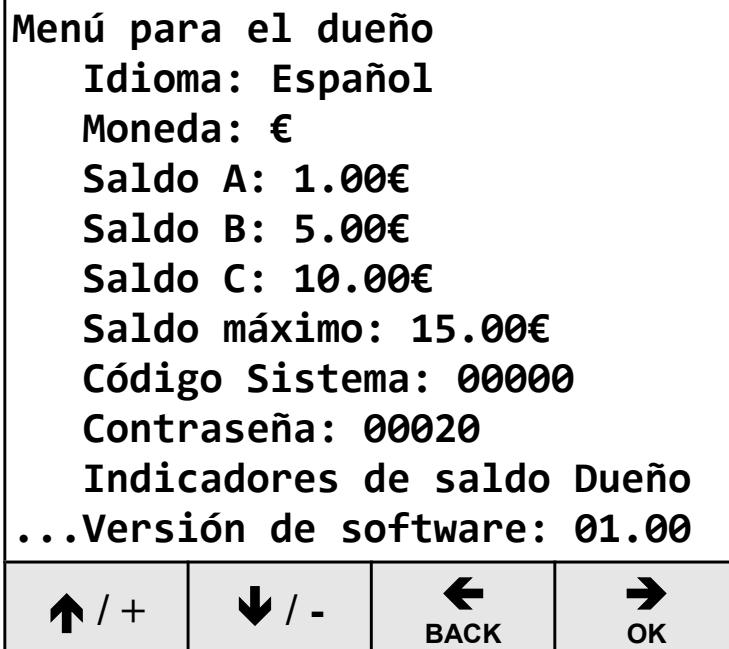 Menú para el dueño
Idioma: Español
Moneda: €
Saldo A: 1.00€
Saldo B: 5.00€
Saldo C: 10.00€
Saldo máximo: 15.00€
Código Sistema: 00000
Contraseña: 00020
Indicadores de saldo Dueño
...Versión de software: 01.00
↑ / + ↓ / - ← BACK → OK